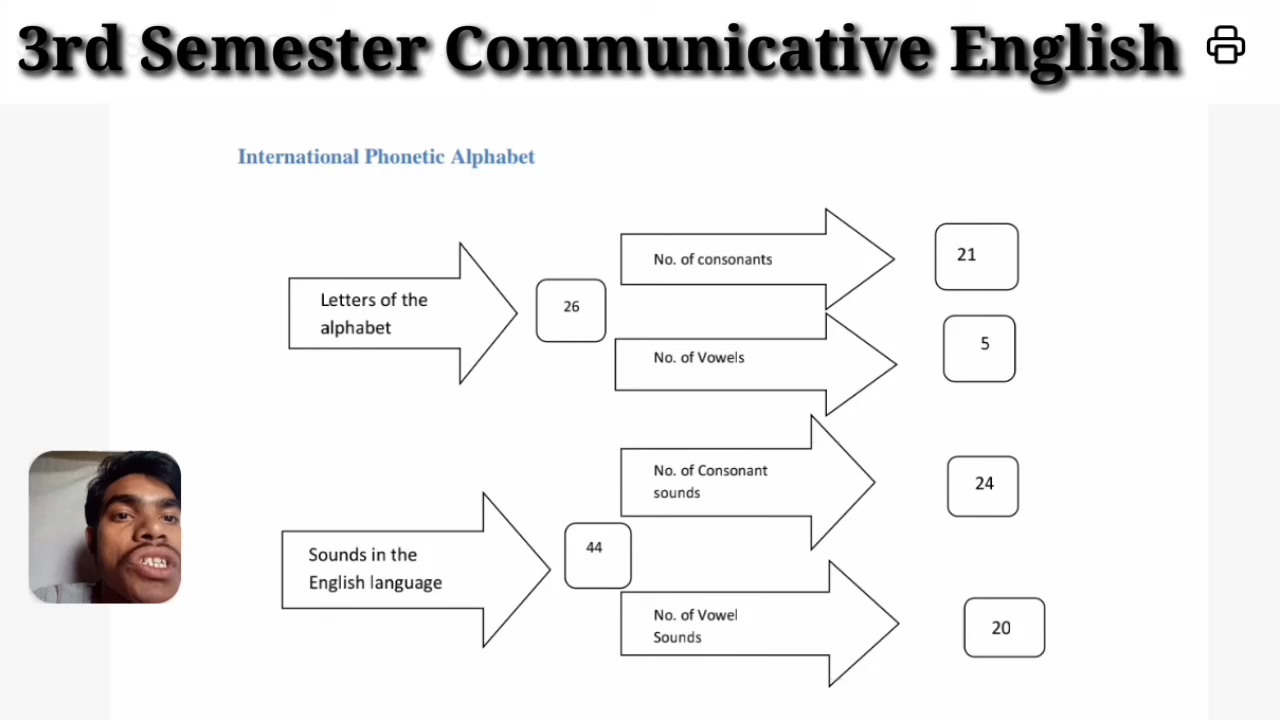 3rd Semester Communicative English
International Phonetic Alphabet
No. of consonants
21
Letters of the
alphabet
26
No. of Vowels
5
No. of Consonant
sounds
24
Sounds in the
English language
44
No. of Vowel
Sounds
20